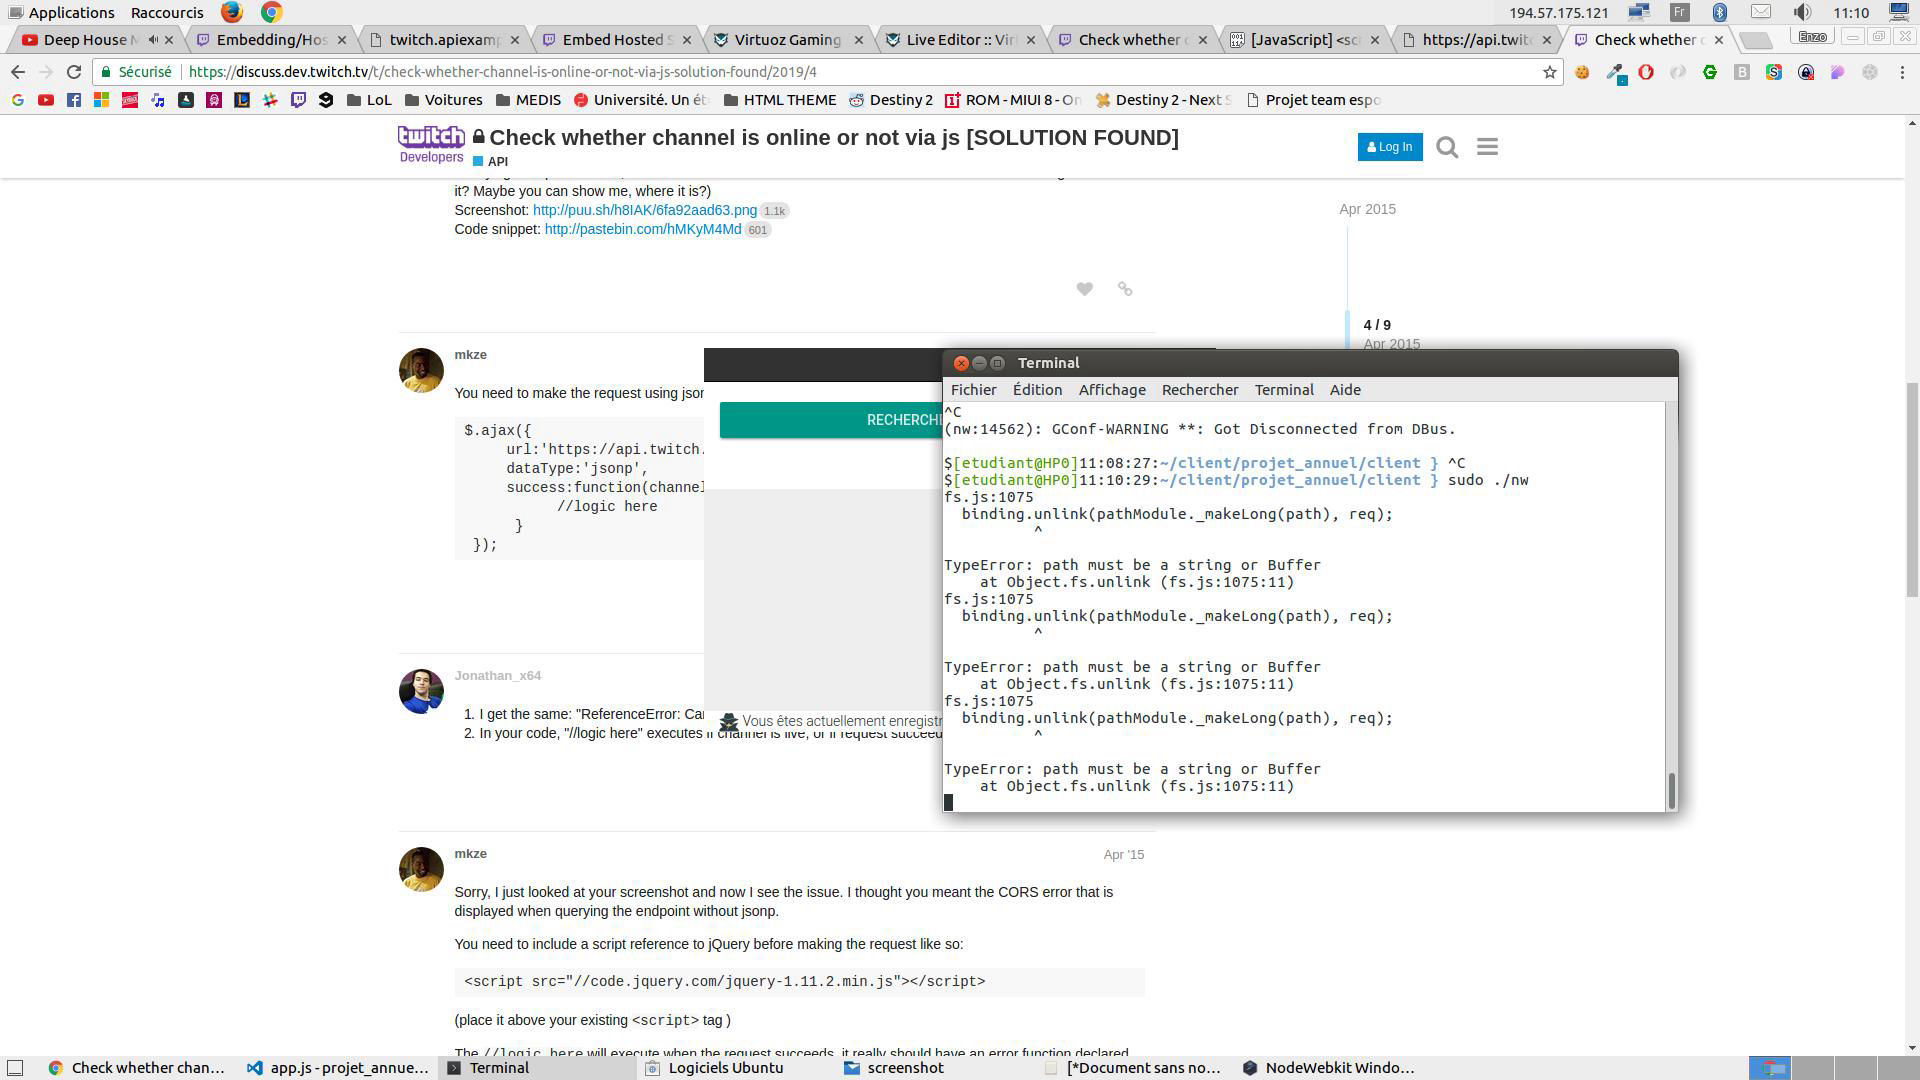 Applications Raccourcis 194.57.175.121 Fr 11:10
Deep House Embedding/Hos twitch.apiexam Embed Hosted S Virtuoz Gaming Live Editor :: Vir Check whether c [JavaScript] <sc https://api.twit Check whether c Enzo
Sécurisé https://discuss.dev.twitch.tv/t/check-whether-channel-is-online-or-not-via-js-solution-found/2019/4
LoL Voitures MEDIS Université. Un ét HTML THEME Destiny 2 ROM - MIUI 8 - On Destiny 2 - Next S Projet team espo
twitch
Developers
Check whether channel is online or not via js [SOLUTION FOUND]
API
Log In
it? Maybe you can show me, where it is?)
Screenshot: http://puu.sh/h8IAK/6fa92aad63.png 1.1k
Code snippet: http://pastebin.com/hMKyM4Md 601
Apr 2015
4 / 9
Apr 2015
mkze
You need to make the request using json
$.ajax({
url:'https://api.twitch.
dataType:'jsonp',
success:function(channel
//logic here
}
});
RECHERCHE
Vous êtes actuellement enregistr
Terminal
Fichier Édition Affichage Rechercher Terminal Aide
^C
(nw:14562): GConf-WARNING **: Got Disconnected from DBus.
$[etudiant@HP0]11:08:27:~/client/projet_annuel/client } ^C
$[etudiant@HP0]11:10:29:~/client/projet_annuel/client } sudo ./nw
fs.js:1075
binding.unlink(pathModule._makeLong(path), req);
^
TypeError: path must be a string or Buffer
at Object.fs.unlink (fs.js:1075:11)
fs.js:1075
binding.unlink(pathModule._makeLong(path), req);
^
TypeError: path must be a string or Buffer
at Object.fs.unlink (fs.js:1075:11)
fs.js:1075
binding.unlink(pathModule._makeLong(path), req);
^
TypeError: path must be a string or Buffer
at Object.fs.unlink (fs.js:1075:11)
Jonathan_x64
1. I get the same: "ReferenceError: Can
2. In your code, "//logic here" executes if channel is live, or if request succeed
mkze Apr '15
Sorry, I just looked at your screenshot and now I see the issue. I thought you meant the CORS error that is
displayed when querying the endpoint without jsonp.
You need to include a script reference to jQuery before making the request like so:
<script src="//code.jquery.com/jquery-1.11.2.min.js"></script>
(place it above your existing <script> tag )
The //logic here will execute when the request succeeds, it really should have an error function declared
Check whether chan... app.js - projet_annue... Terminal Logiciels Ubuntu screenshot [*Document sans no... NodeWebkit Windo...